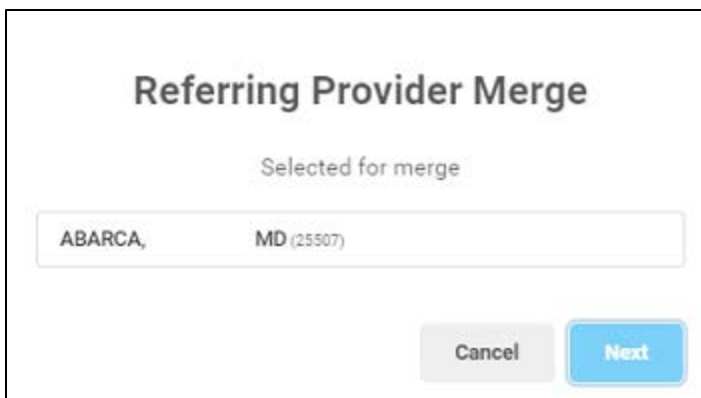 Referring Provider Merge
Selected for merge
ABARCA, MD (25507)
Cancel Next